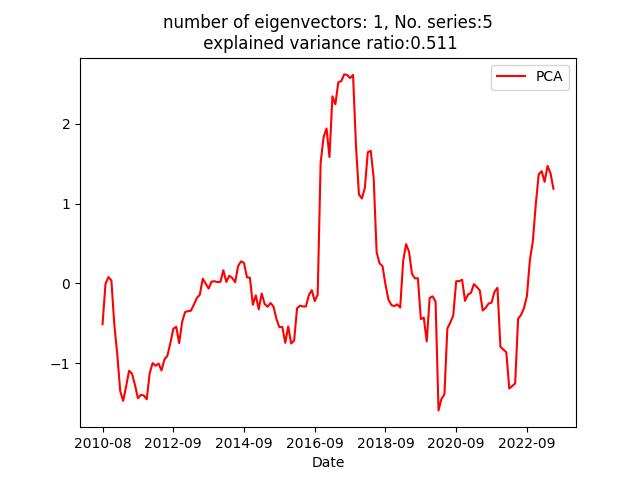 number of eigenvectors: 1, No. series:5
explained variance ratio:0.511
PCA
2
1
0
−1
2010-08 2012-09 2014-09 2016-09 2018-09 2020-09 2022-09
Date